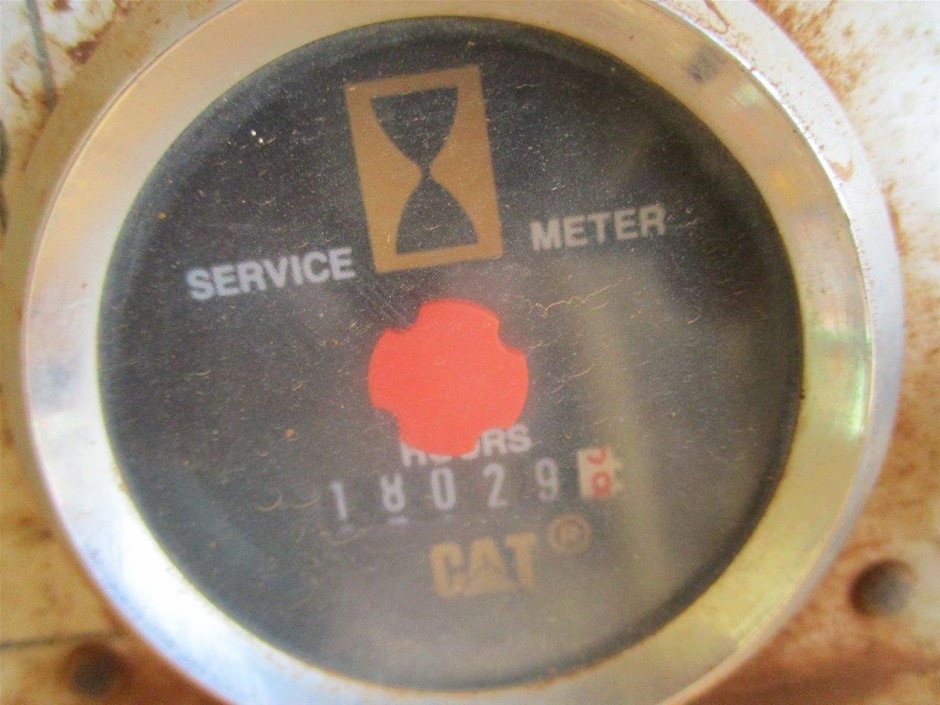 SERVICE METER
HOURS
18029
CAT ®